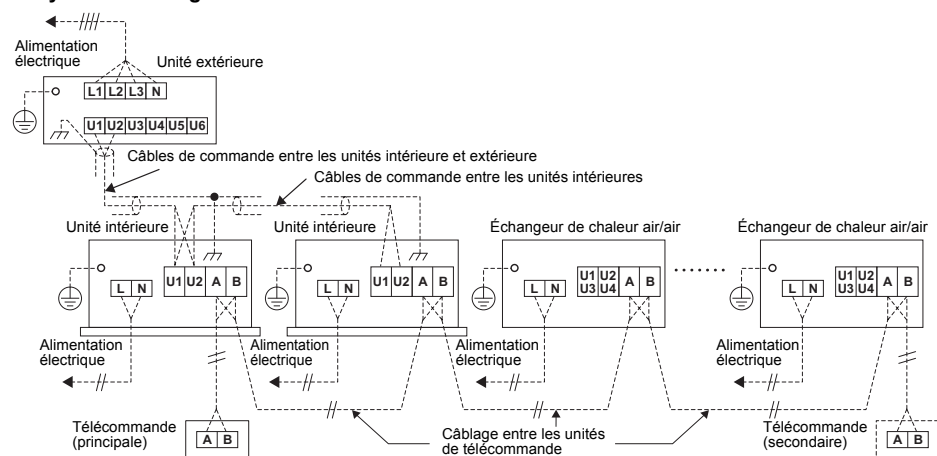 Alimentation
électrique
Unité extérieure
L1 L2 L3 N
U1 U2 U3 U4 U5 U6
Câbles de commande entre les unités intérieure et extérieure
Câbles de commande entre les unités intérieures
Unité intérieure
Unité intérieure
Échangeur de chaleur air/air
Échangeur de chaleur air/air
L N
U1 U2 A B
L N
U1 U2 A B
L N
U1 U2
U3 U4
A B
L N
U1 U2
U3 U4
A B
Alimentation
électrique
Alimentation
électrique
Alimentation
électrique
Alimentation
électrique
Télécommande
(principale)
A B
Câblage entre les unités
de télécommande
Télécommande
(secondaire)
A B